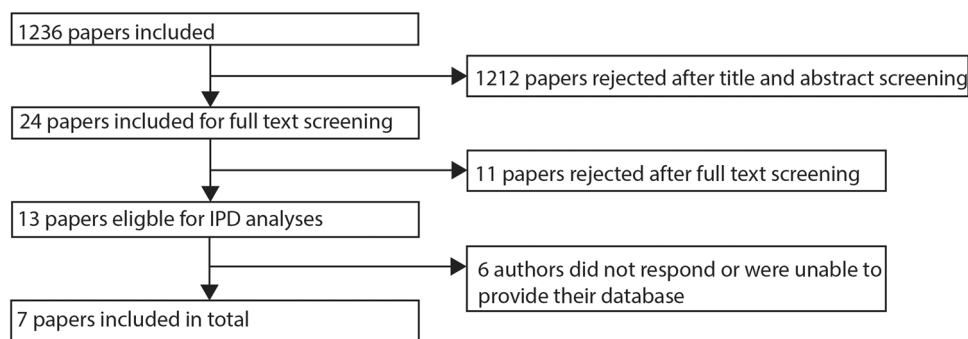 1236 papers included
1212 papers rejected after title and abstract screening
24 papers included for full text screening
11 papers rejected after full text screening
13 papers eligble for IPD analyses
6 authors did not respond or were unable to
provide their database
7 papers included in total